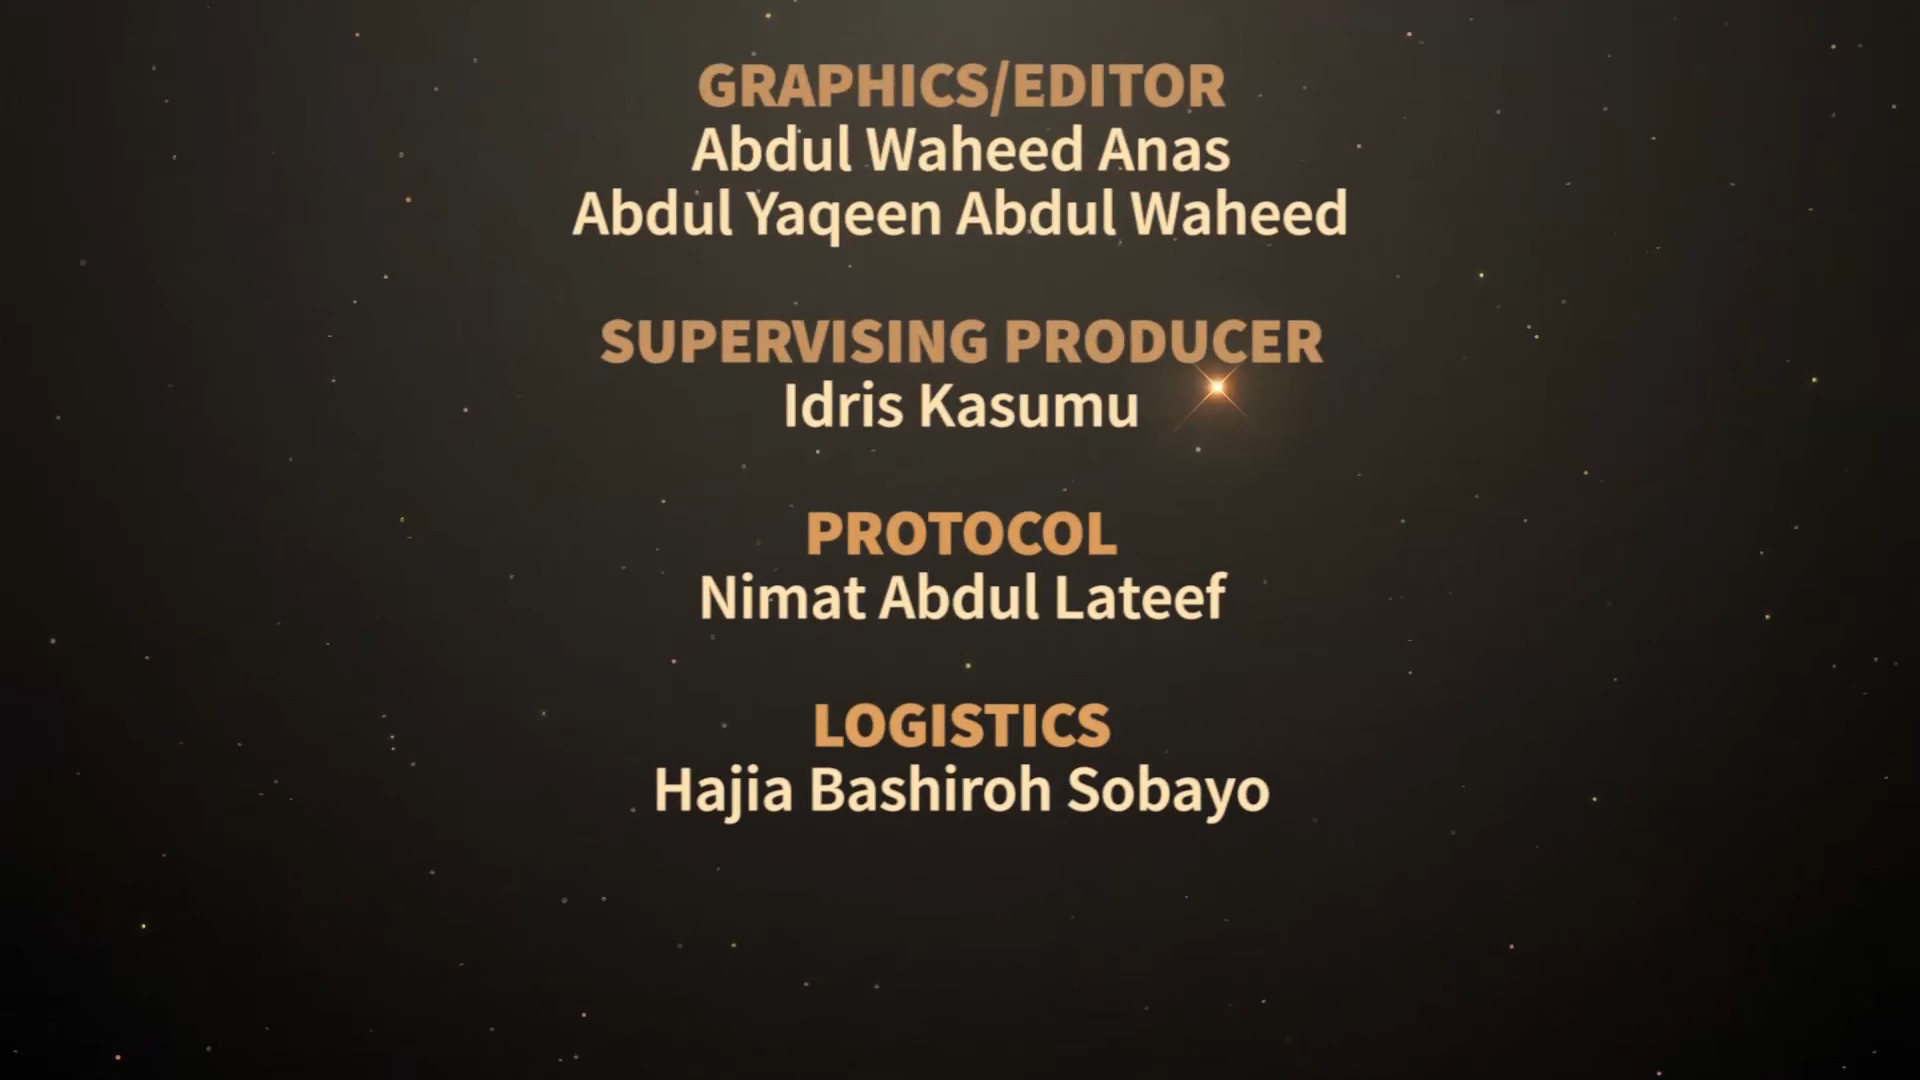 GRAPHICS/EDITOR
Abdul Waheed Anas
Abdul Yaqeen Abdul Waheed
SUPERVISING PRODUCER
Idris Kasumu
PROTOCOL
Nimat Abdul Lateef
LOGISTICS
Hajia Bashiroh Sobayo